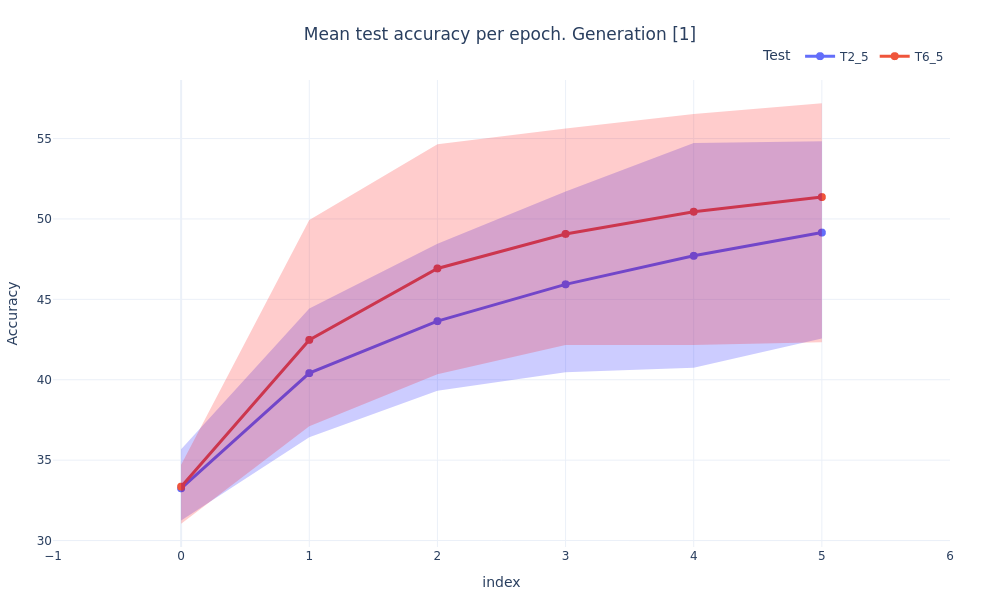 Mean test accuracy per epoch. Generation [1]
Test T2_5 T6_5
Accuracy
55
50
45
40
35
30
−1 0 1 2 3 4 5 6
index